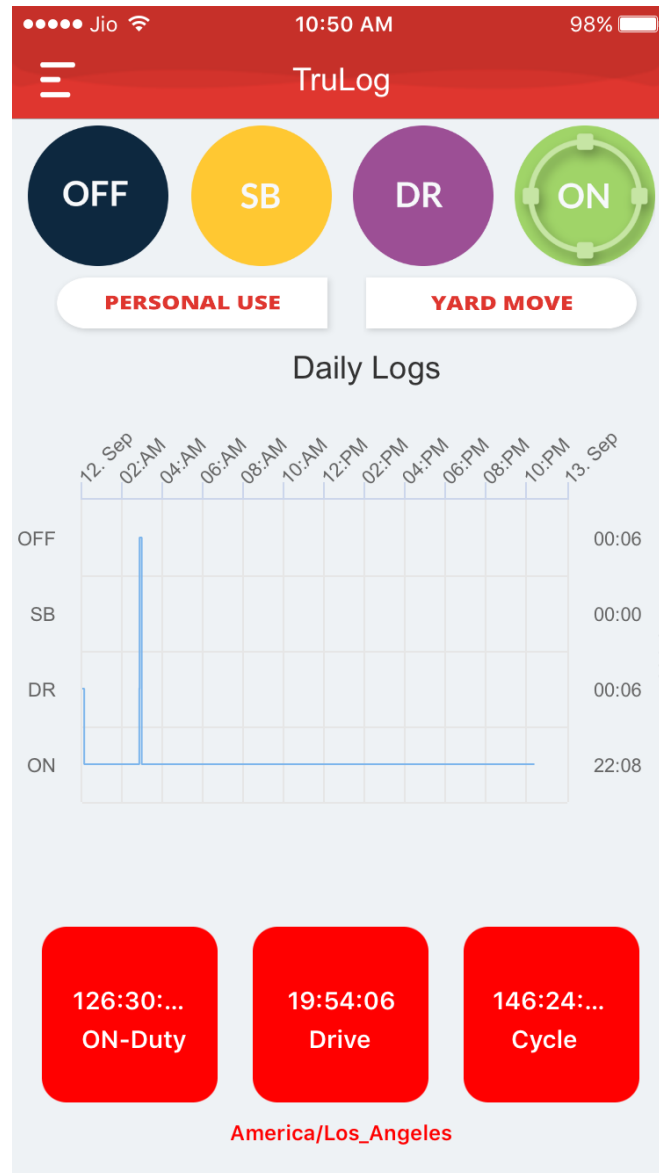 Jio 10:50 AM 98%
TruLog
OFF SB DR ON
PERSONAL USE YARD MOVE
Daily Logs
12. Sep 02:AM 04:AM 06:AM 08:AM 10:AM 12:PM 02:PM 04:PM 06:PM 08:PM 10:PM 13. Sep
OFF 00:06
SB 00:00
DR 00:06
ON 22:08
126:30:... 19:54:06 146:24:...
ON-Duty Drive Cycle
America/Los_Angeles